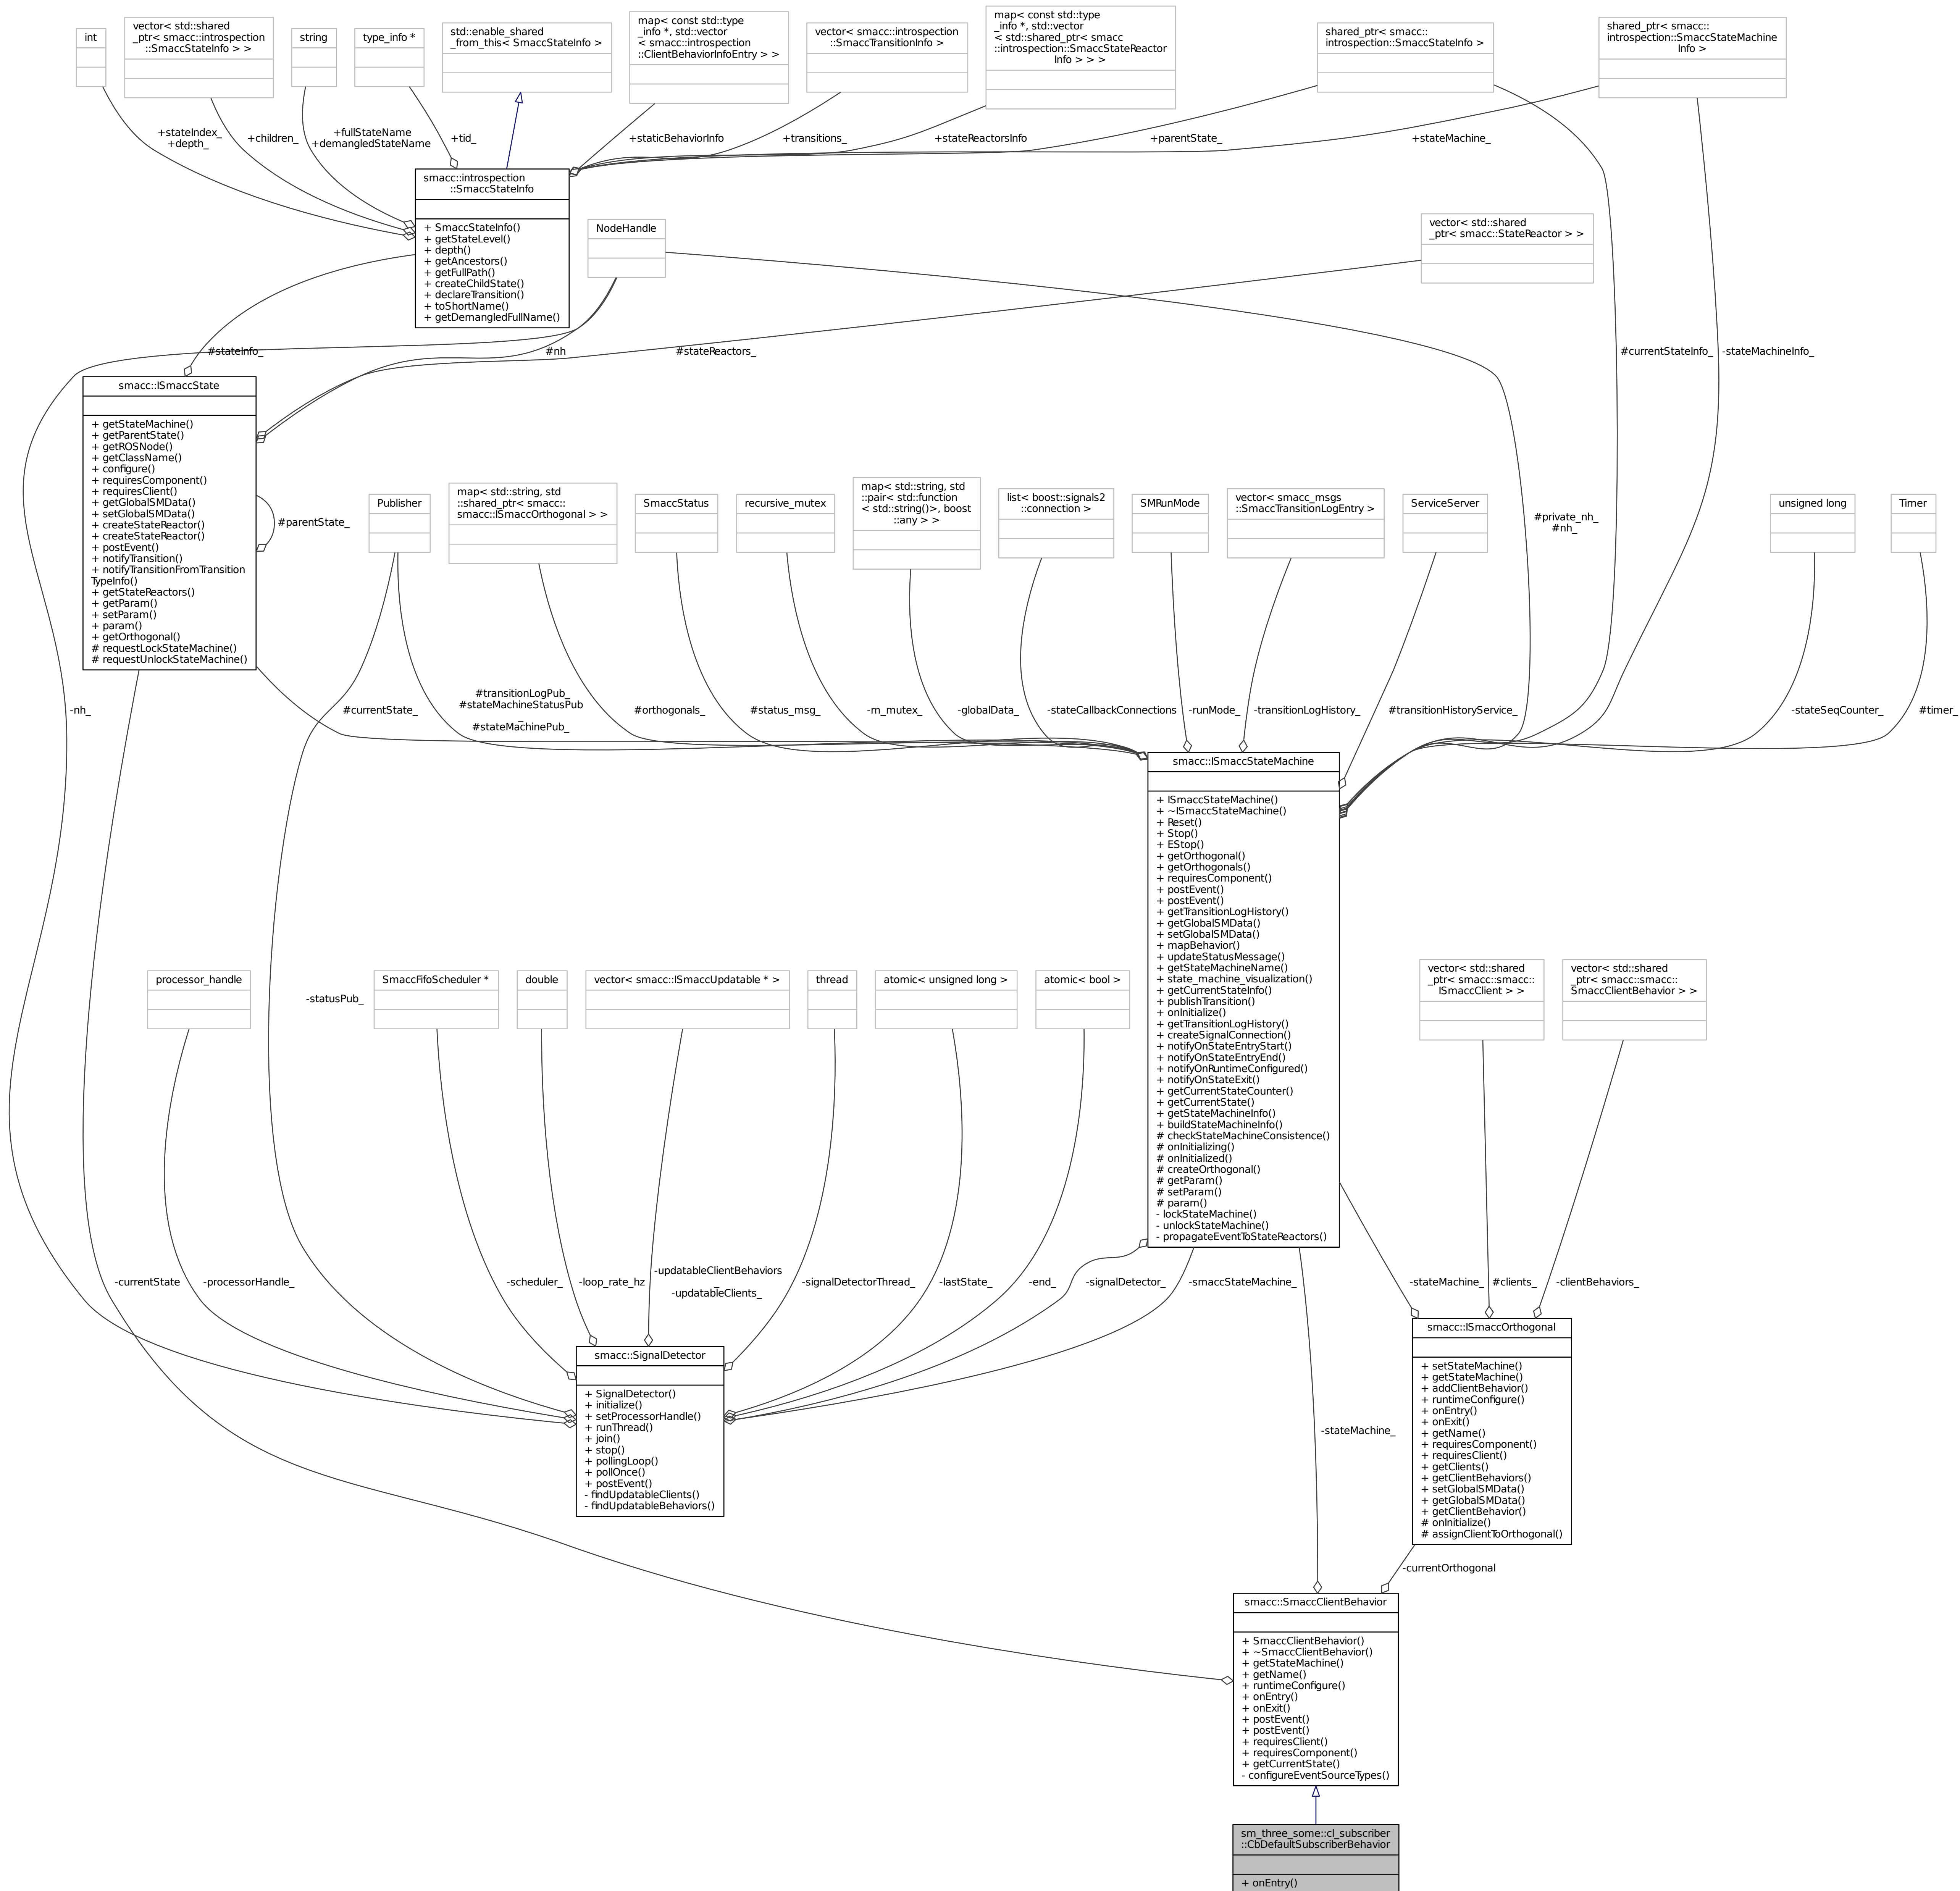 int
vector< std::shared
_ptr< smacc::introspection
::SmaccStateInfo > >
string
type_info *
std::enable_shared
_from_this< SmaccStateInfo >
map< const std::type
_info *, std::vector
< smacc::introspection
::ClientBehaviorInfoEntry > >
vector< smacc::introspection
::SmaccTransitionInfo >
map< const std::type
_info *, std::vector
< std::shared_ptr< smacc
::introspection::SmaccStateReactor
Info > > >
shared_ptr< smacc::
introspection::SmaccStateInfo >
shared_ptr< smacc::
introspection::SmaccStateMachine
Info >
+stateIndex_
+depth_
+children_
+fullStateName
+demangledStateName
+tid_
+staticBehaviorInfo
+transitions_
+stateReactorsInfo
+parentState_
+stateMachine_
smacc::introspection
::SmaccStateInfo
+ SmaccStateInfo()
+ getStateLevel()
+ depth()
+ getAncestors()
+ getFullPath()
+ createChildState()
+ declareTransition()
+ toShortName()
+ getDemangledFullName()
NodeHandle
vector< std::shared
_ptr< smacc::StateReactor > >
#stateInfo_
#nh
#stateReactors_
#currentStateInfo_
-stateMachineInfo_
smacc::ISmaccState
+ getStateMachine()
+ getParentState()
+ getROSNode()
+ getClassName()
+ configure()
+ requiresComponent()
+ requiresClient()
+ getGlobalSMData()
+ setGlobalSMData()
+ createStateReactor()
+ createStateReactor()
+ postEvent()
+ notifyTransition()
+ notifyTransitionFromTransition
TypeInfo()
+ getStateReactors()
+ getParam()
+ setParam()
+ param()
+ getOrthogonal()
# requestLockStateMachine()
# requestUnlockStateMachine()
#parentState_
Publisher
map< std::string, std
::shared_ptr< smacc::
smacc::ISmaccOrthogonal > >
SmaccStatus
recursive_mutex
map< std::string, std
::pair< std::function
< std::string()>, boost
::any > >
list< boost::signals2
::connection >
SMRunMode
vector< smacc_msgs
::SmaccTransitionLogEntry >
ServiceServer
#private_nh_
#nh_
unsigned long
Timer
-nh_
#currentState_
#transitionLogPub_
#stateMachineStatusPub
_
#stateMachinePub_
#orthogonals_
#status_msg_
-m_mutex_
-globalData_
-stateCallbackConnections
-runMode_
-transitionLogHistory_
#transitionHistoryService_
-stateSeqCounter_
#timer_
smacc::ISmaccStateMachine
+ ISmaccStateMachine()
+ ~ISmaccStateMachine()
+ Reset()
+ Stop()
+ EStop()
+ getOrthogonal()
+ getOrthogonals()
+ requiresComponent()
+ postEvent()
+ postEvent()
+ getTransitionLogHistory()
+ getGlobalSMData()
+ setGlobalSMData()
+ mapBehavior()
+ updateStatusMessage()
+ getStateMachineName()
+ state_machine_visualization()
+ getCurrentStateInfo()
+ publishTransition()
+ onInitialize()
+ getTransitionLogHistory()
+ createSignalConnection()
+ notifyOnStateEntryStart()
+ notifyOnStateEntryEnd()
+ notifyOnRuntimeConfigured()
+ notifyOnStateExit()
+ getCurrentStateCounter()
+ getCurrentState()
+ getStateMachineInfo()
+ buildStateMachineInfo()
# checkStateMachineConsistence()
# onInitializing()
# onInitialized()
# createOrthogonal()
# getParam()
# setParam()
# param()
- lockStateMachine()
- unlockStateMachine()
- propagateEventToStateReactors()
processor_handle
-statusPub_
SmaccFifoScheduler *
double
vector< smacc::ISmaccUpdatable * >
thread
atomic< unsigned long >
atomic< bool >
vector< std::shared
_ptr< smacc::smacc::
ISmaccClient > >
vector< std::shared
_ptr< smacc::smacc::
SmaccClientBehavior > >
-currentState
-processorHandle_
-scheduler_
-loop_rate_hz
-updatableClientBehaviors
_
-updatableClients_
-signalDetectorThread_
-lastState_
-end_
-signalDetector_
-smaccStateMachine_
-stateMachine_
#clients_
-clientBehaviors_
smacc::SignalDetector
+ SignalDetector()
+ initialize()
+ setProcessorHandle()
+ runThread()
+ join()
+ stop()
+ pollingLoop()
+ pollOnce()
+ postEvent()
- findUpdatableClients()
- findUpdatableBehaviors()
smacc::ISmaccOrthogonal
+ setStateMachine()
+ getStateMachine()
+ addClientBehavior()
+ runtimeConfigure()
+ onEntry()
+ onExit()
+ getName()
+ requiresComponent()
+ requiresClient()
+ getClients()
+ getClientBehaviors()
+ setGlobalSMData()
+ getGlobalSMData()
+ getClientBehavior()
# onInitialize()
# assignClientToOrthogonal()
-stateMachine_
-currentOrthogonal
smacc::SmaccClientBehavior
+ SmaccClientBehavior()
+ ~SmaccClientBehavior()
+ getStateMachine()
+ getName()
+ runtimeConfigure()
+ onEntry()
+ onExit()
+ postEvent()
+ postEvent()
+ requiresClient()
+ requiresComponent()
+ getCurrentState()
- configureEventSourceTypes()
sm_three_some::cl_subscriber
::CbDefaultSubscriberBehavior
+ onEntry()